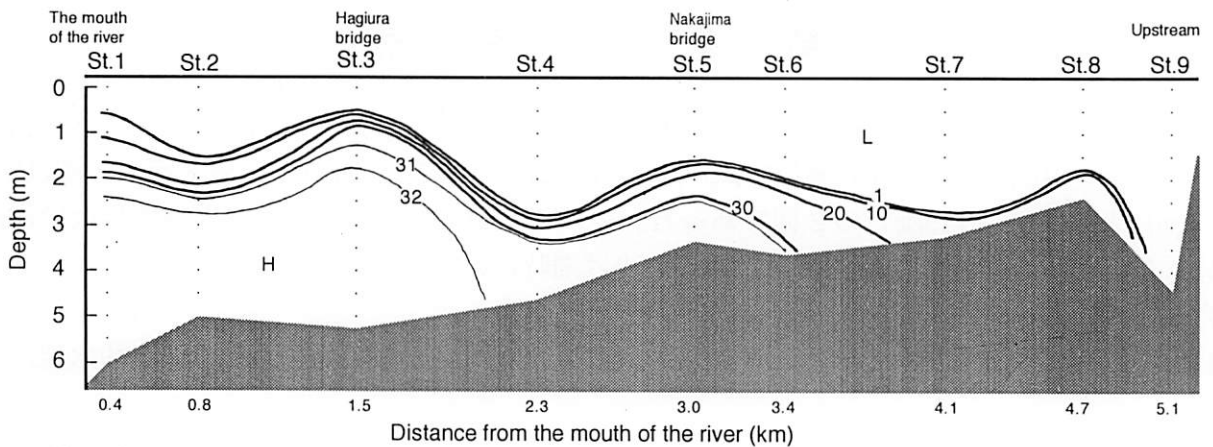 The mouth
of the river
Hagiura
bridge
Nakajima
bridge
Upstream
St.1 St.2 St.3 St.4 St.5 St.6 St.7 St.8 St.9
0
1
2
3
4
5
6
Depth (m)
L
H
31
32
30
20
1
10
0.4 0.8 1.5 2.3 3.0 3.4 4.1 4.7 5.1
Distance from the mouth of the river (km)